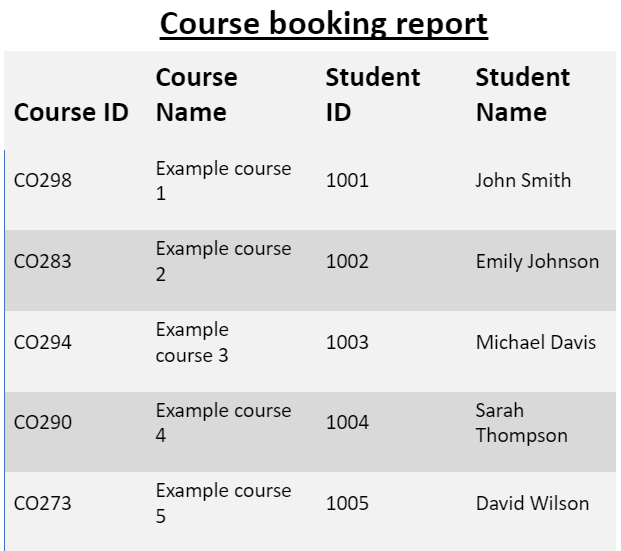 Course booking report
Course ID Course Name Student ID Student Name
CO298 Example course 1 1001 John Smith
CO283 Example course 2 1002 Emily Johnson
CO294 Example course 3 1003 Michael Davis
CO290 Example course 4 1004 Sarah Thompson
CO273 Example course 5 1005 David Wilson